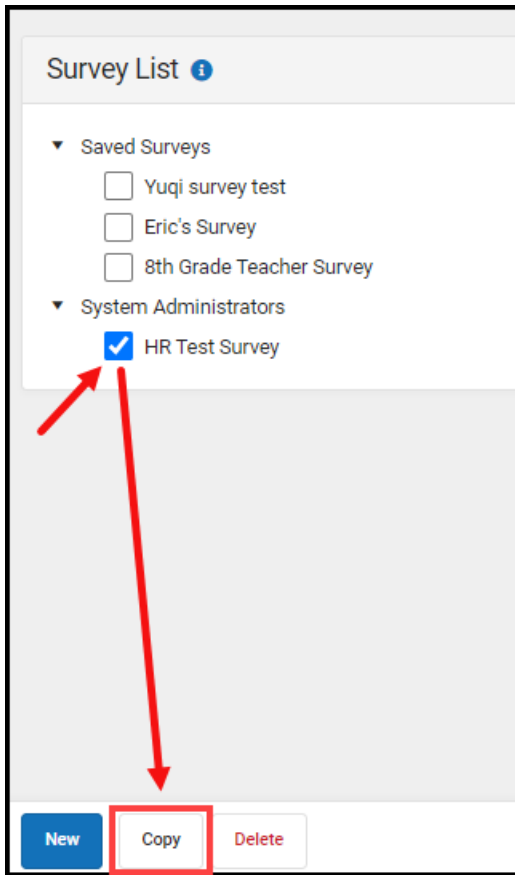 Survey List
Saved Surveys
Yuqi survey test
Eric's Survey
8th Grade Teacher Survey
System Administrators
HR Test Survey
New Copy Delete